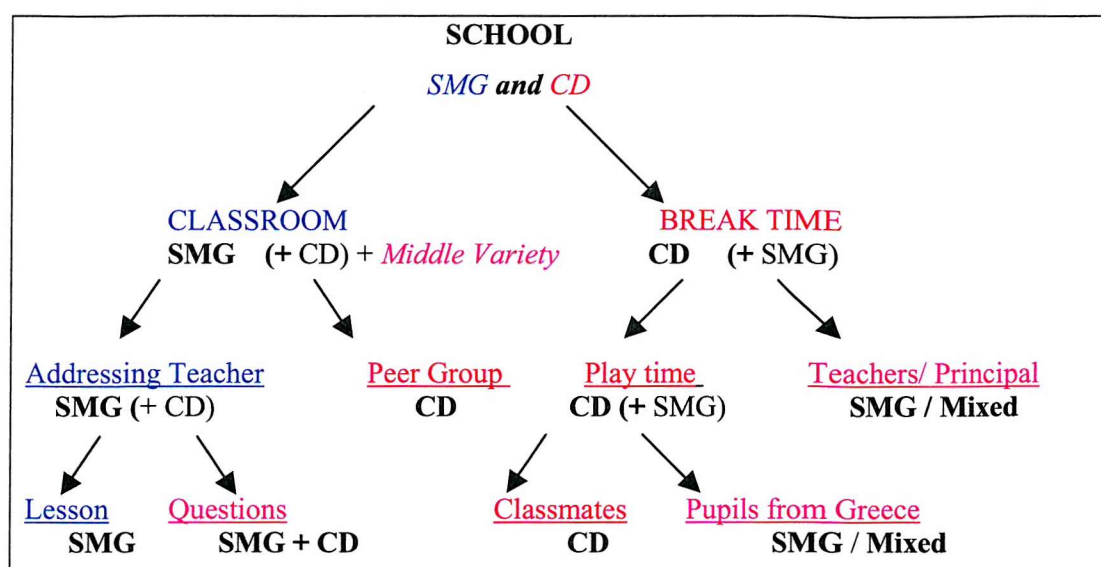 SCHOOL
SMG and CD
CLASSROOM BREAK TIME
SMG (+ CD) + Middle Variety CD (+ SMG)
Addressing Teacher Peer Group Play time Teachers/ Principal
SMG (+ CD) CD CD (+ SMG) SMG / Mixed
Lesson Questions Classmates Pupils from Greece
SMG SMG + CD CD SMG / Mixed